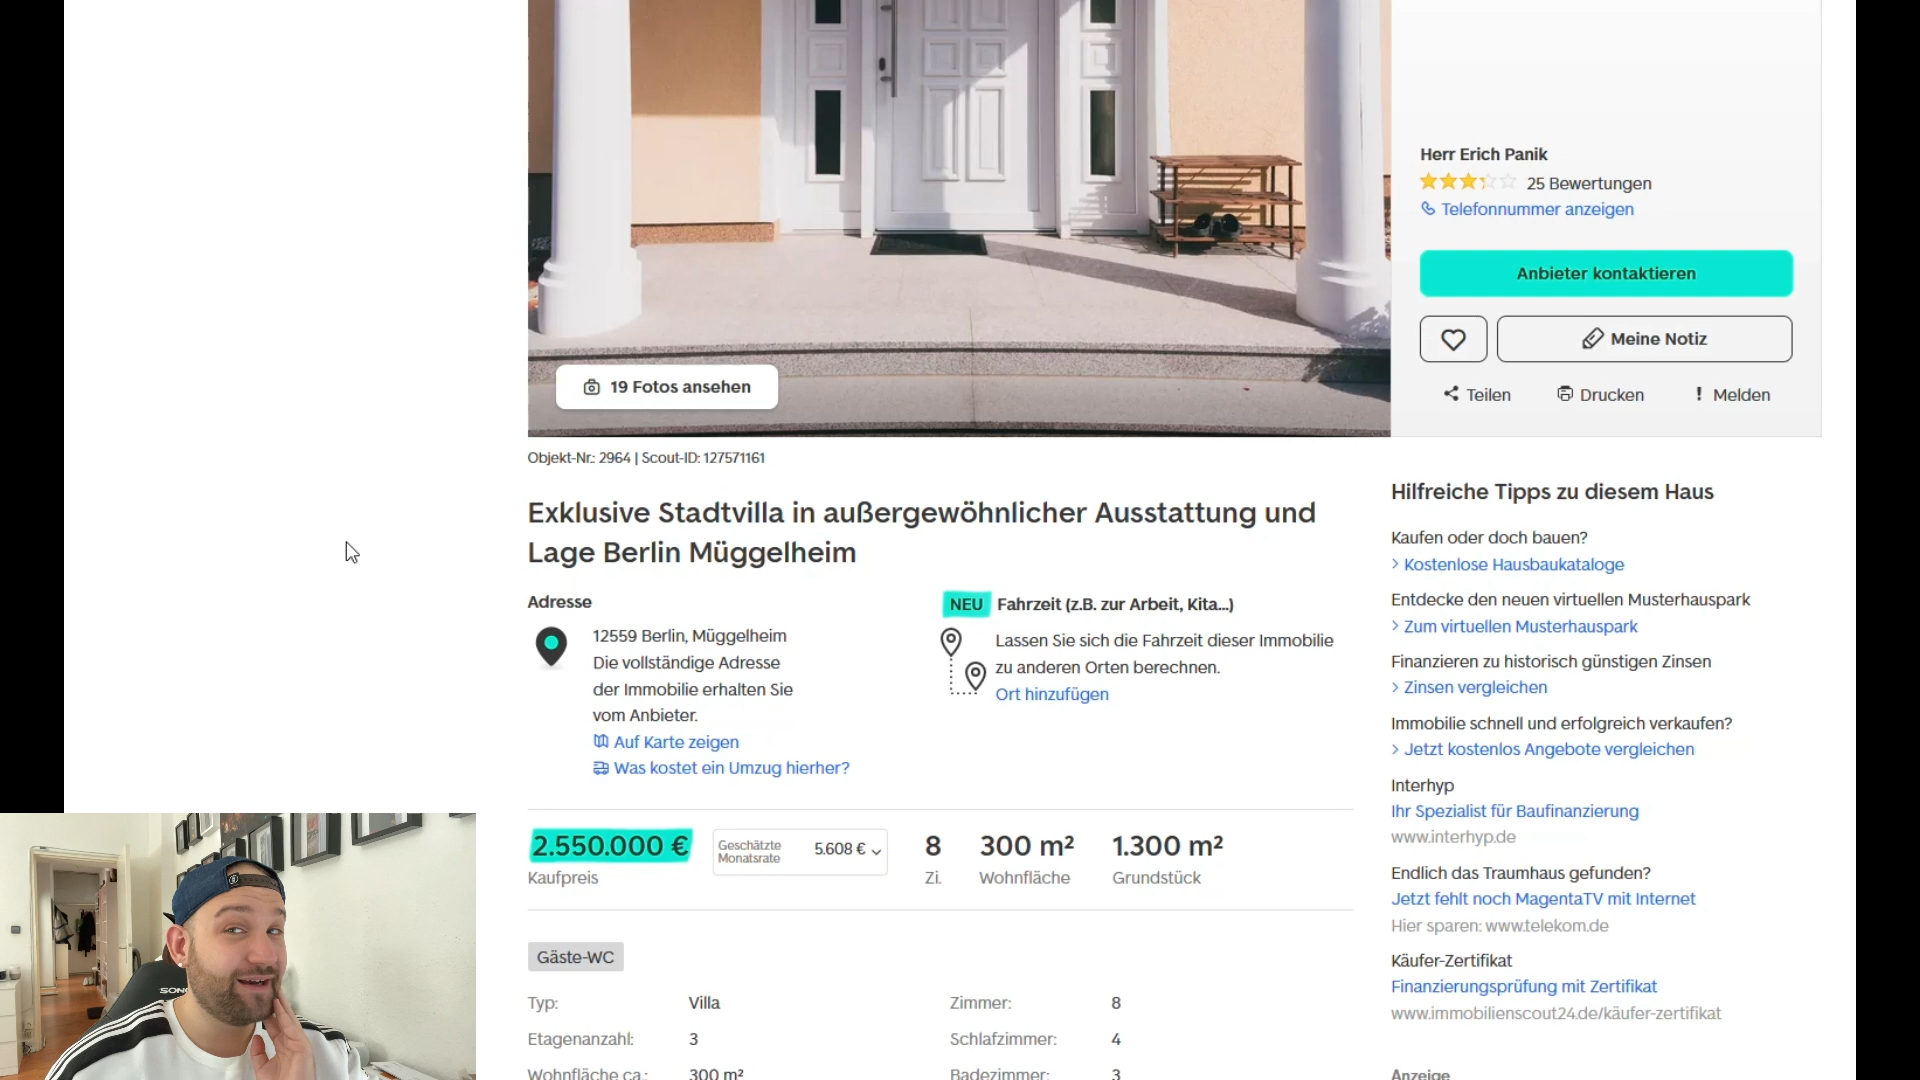 Herr Erich Panik
25 Bewertungen
Telefonnummer anzeigen
Anbieter kontaktieren
Meine Notiz
Teilen
Drucken
Melden
19 Fotos ansehen
Objekt-Nr.: 2964 | Scout-ID: 127571161
Exklusive Stadtvilla in außergewöhnlicher Ausstattung und
Lage Berlin Müggelheim
Adresse
12559 Berlin, Müggelheim
Die vollständige Adresse
der Immobilie erhalten Sie
vom Anbieter.
Auf Karte zeigen
Was kostet ein Umzug hierher?
NEU Fahrzeit (z.B. zur Arbeit, Kita...)
Lassen Sie sich die Fahrzeit dieser Immobilie
zu anderen Orten berechnen.
Ort hinzufügen
2.550.000 €
Kaufpreis
Geschätzte
Monatsrate
5.608 €
8
Zi.
300 m²
Wohnfläche
1.300 m²
Grundstück
Gäste-WC
Typ: Villa
Zimmer: 8
Etagenanzahl: 3
Schlafzimmer: 4
Wohnfläche ca.: 300 m²
Badezimmer: 3
Hilfreiche Tipps zu diesem Haus
Kaufen oder doch bauen?
> Kostenlose Hausbaukataloge
Entdecke den neuen virtuellen Musterhauspark
> Zum virtuellen Musterhauspark
Finanzieren zu historisch günstigen Zinsen
> Zinsen vergleichen
Immobilie schnell und erfolgreich verkaufen?
> Jetzt kostenlos Angebote vergleichen
Interhyp
Ihr Spezialist für Baufinanzierung
www.interhyp.de
Endlich das Traumhaus gefunden?
Jetzt fehlt noch MagentaTV mit Internet
Hier sparen: www.telekom.de
Käufer-Zertifikat
Finanzierungsprüfung mit Zertifikat
www.immobilienscout24.de/käufer-zertifikat
Anzeige